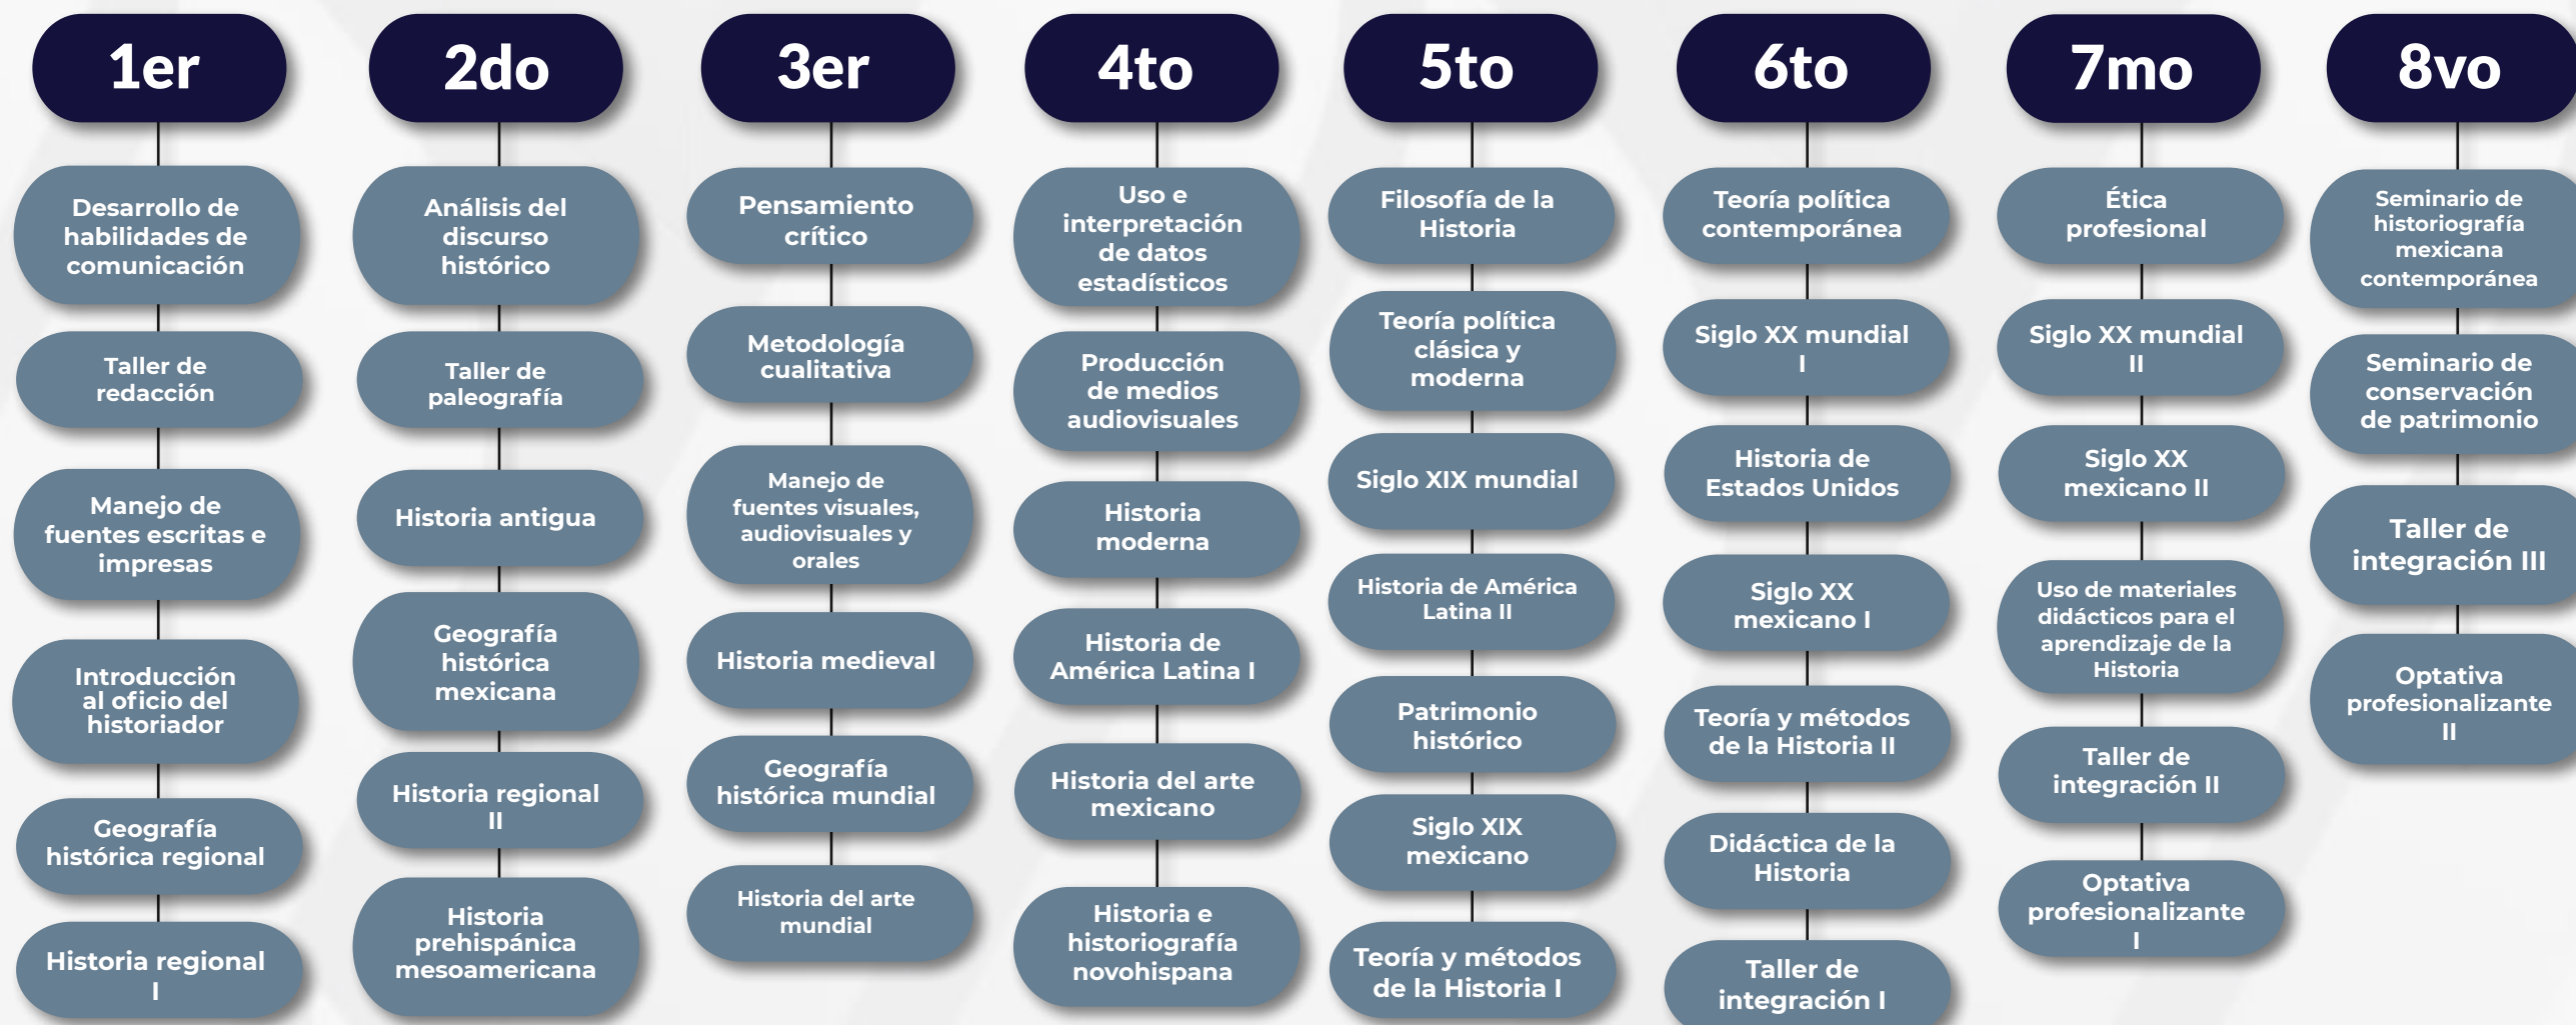 1er
Desarrollo de
habilidades de
comunicación
Taller de
redacción
Manejo de
fuentes escritas e
impresas
Introducción
al oficio del
historiador
Geografía
histórica regional
Historia regional
I
2do
Análisis del
discurso
histórico
Taller de
paleografía
Historia antigua
Geografía
histórica
mexicana
Historia regional
II
Historia
prehispánica
mesoamericana
3er
Pensamiento
crítico
Metodología
cualitativa
Manejo de
fuentes visuales,
audiovisuales y
orales
Historia medieval
Geografía
histórica mundial
Historia del arte
mundial
4to
Uso e
interpretación
de datos
estadísticos
Producción
de medios
audiovisuales
Historia
moderna
Historia de
América Latina I
Historia del arte
mexicano
Historia e
historiografía
novohispana
5to
Filosofía de la
Historia
Teoría política
clásica y
moderna
Siglo XIX mundial
Historia de América
Latina II
Patrimonio
histórico
Siglo XIX
mexicano
Teoría y métodos
de la Historia I
6to
Teoría política
contemporánea
Siglo XX mundial
I
Historia de
Estados Unidos
Siglo XX
mexicano I
Teoría y métodos
de la Historia II
Didáctica de la
Historia
Taller de
integración I
7mo
Ética
profesional
Siglo XX mundial
II
Siglo XX
mexicano II
Uso de materiales
didácticos para el
aprendizaje de la
Historia
Taller de
integración II
Optativa
profesionalizante
I
8vo
Seminario de
historiografía
mexicana
contemporánea
Seminario de
conservación
de patrimonio
Taller de
integración III
Optativa
profesionalizante
II